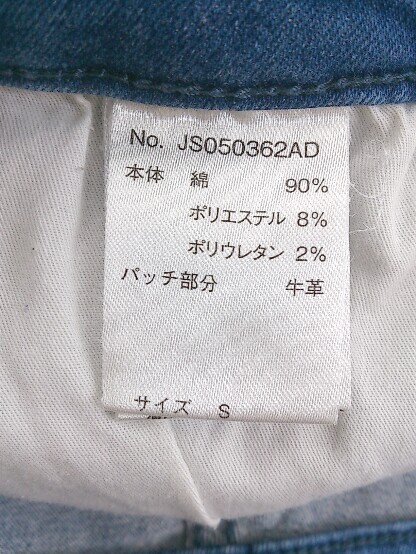 No. JS050362AD
本体 綿 90%
ポリエステル 8%
ポリウレタン 2%
パッチ部分 牛革
サイズ S